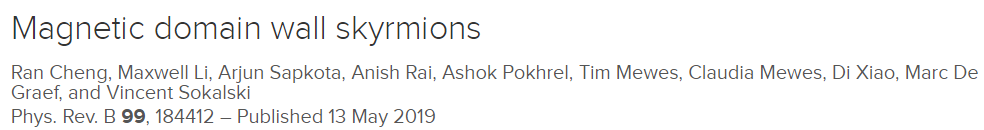 Magnetic domain wall skyrmions
Ran Cheng, Maxwell Li, Arjun Sapkota, Anish Rai, Ashok Pokhrel, Tim Mewes, Claudia Mewes, Di Xiao, Marc De
Graef, and Vincent Sokalski
Phys. Rev. B 99, 184412 – Published 13 May 2019